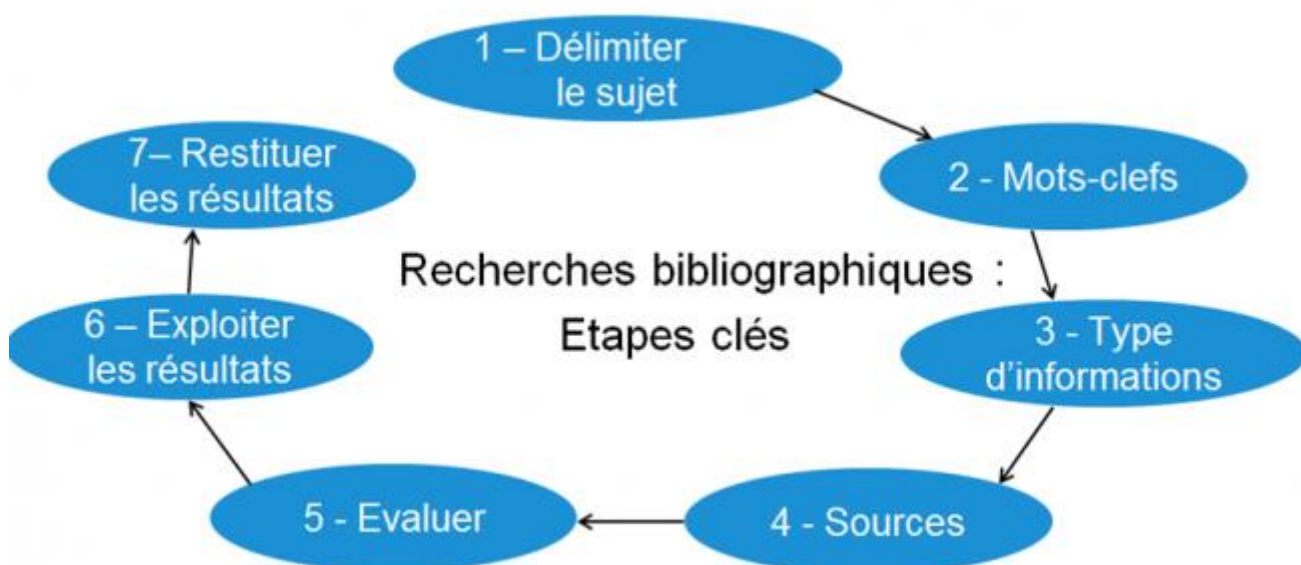 1 – Délimiter
le sujet
2 - Mots-clefs
3 - Type
d'informations
4 - Sources
5 - Evaluer
6 – Exploiter
les résultats
7– Restituer
les résultats
Recherches bibliographiques :
Etapes clés